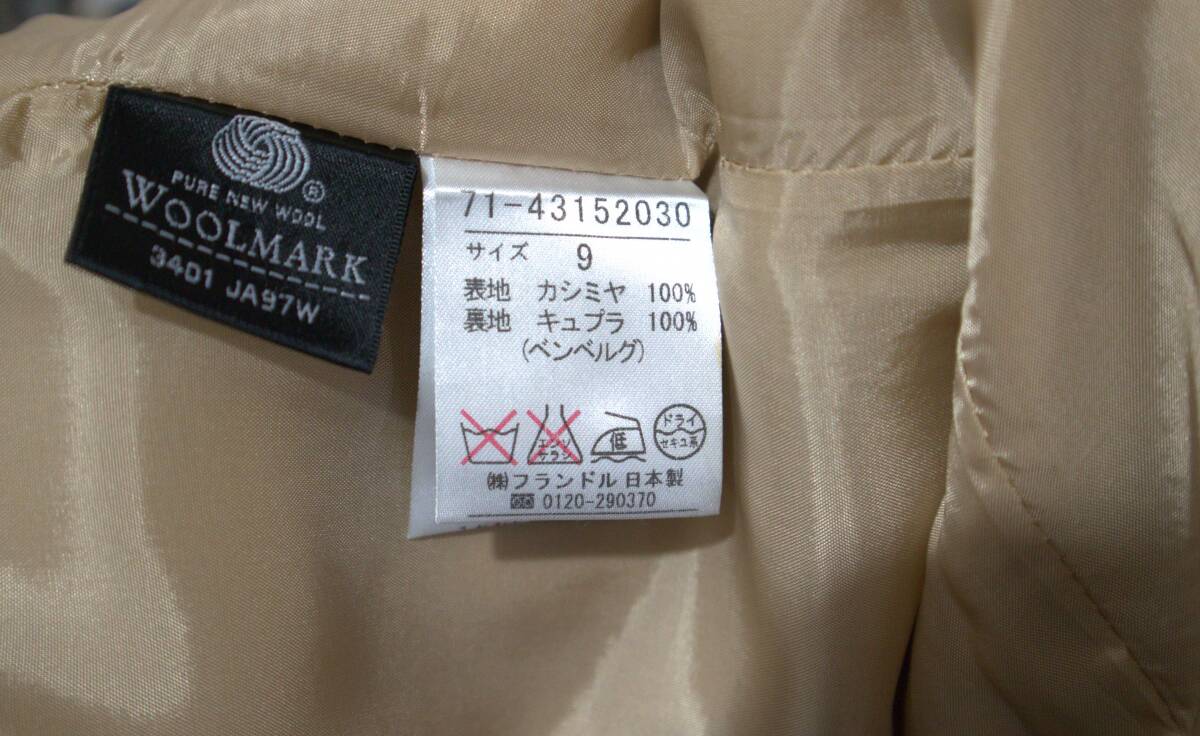 PURE NEW WOOL
®
WOOLMARK
3401 JA97W
71-43152030
サイズ 9
表地 カシミヤ 100%
裏地 キュプラ 100%
(ベンベルグ)
エンソ
サラシ
低
ドライ
セキユ系
㈱フランドル 日本製
0120-290370